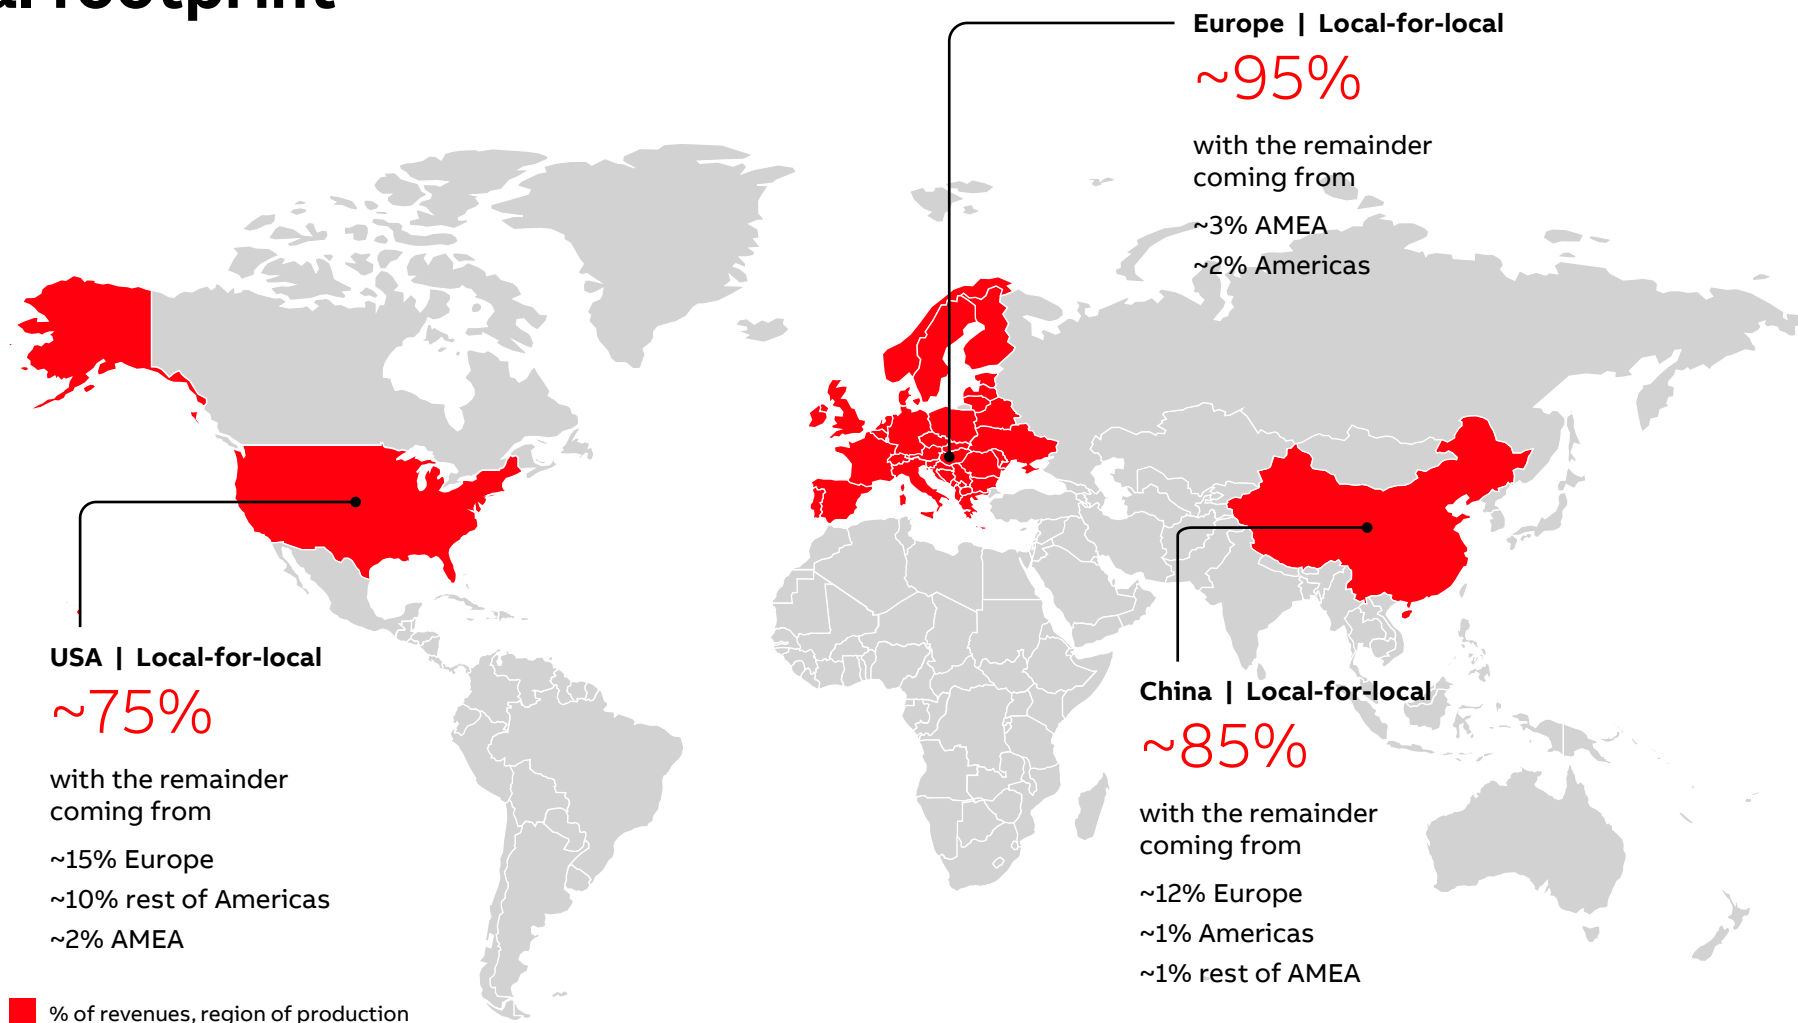 footprint
Europe | Local-for-local
~95%
with the remainder
coming from
~3% AMEA
~2% Americas
USA | Local-for-local
~75%
with the remainder
coming from
~15% Europe
~10% rest of Americas
~2% AMEA
China | Local-for-local
~85%
with the remainder
coming from
~12% Europe
~1% Americas
~1% rest of AMEA
% of revenues, region of production